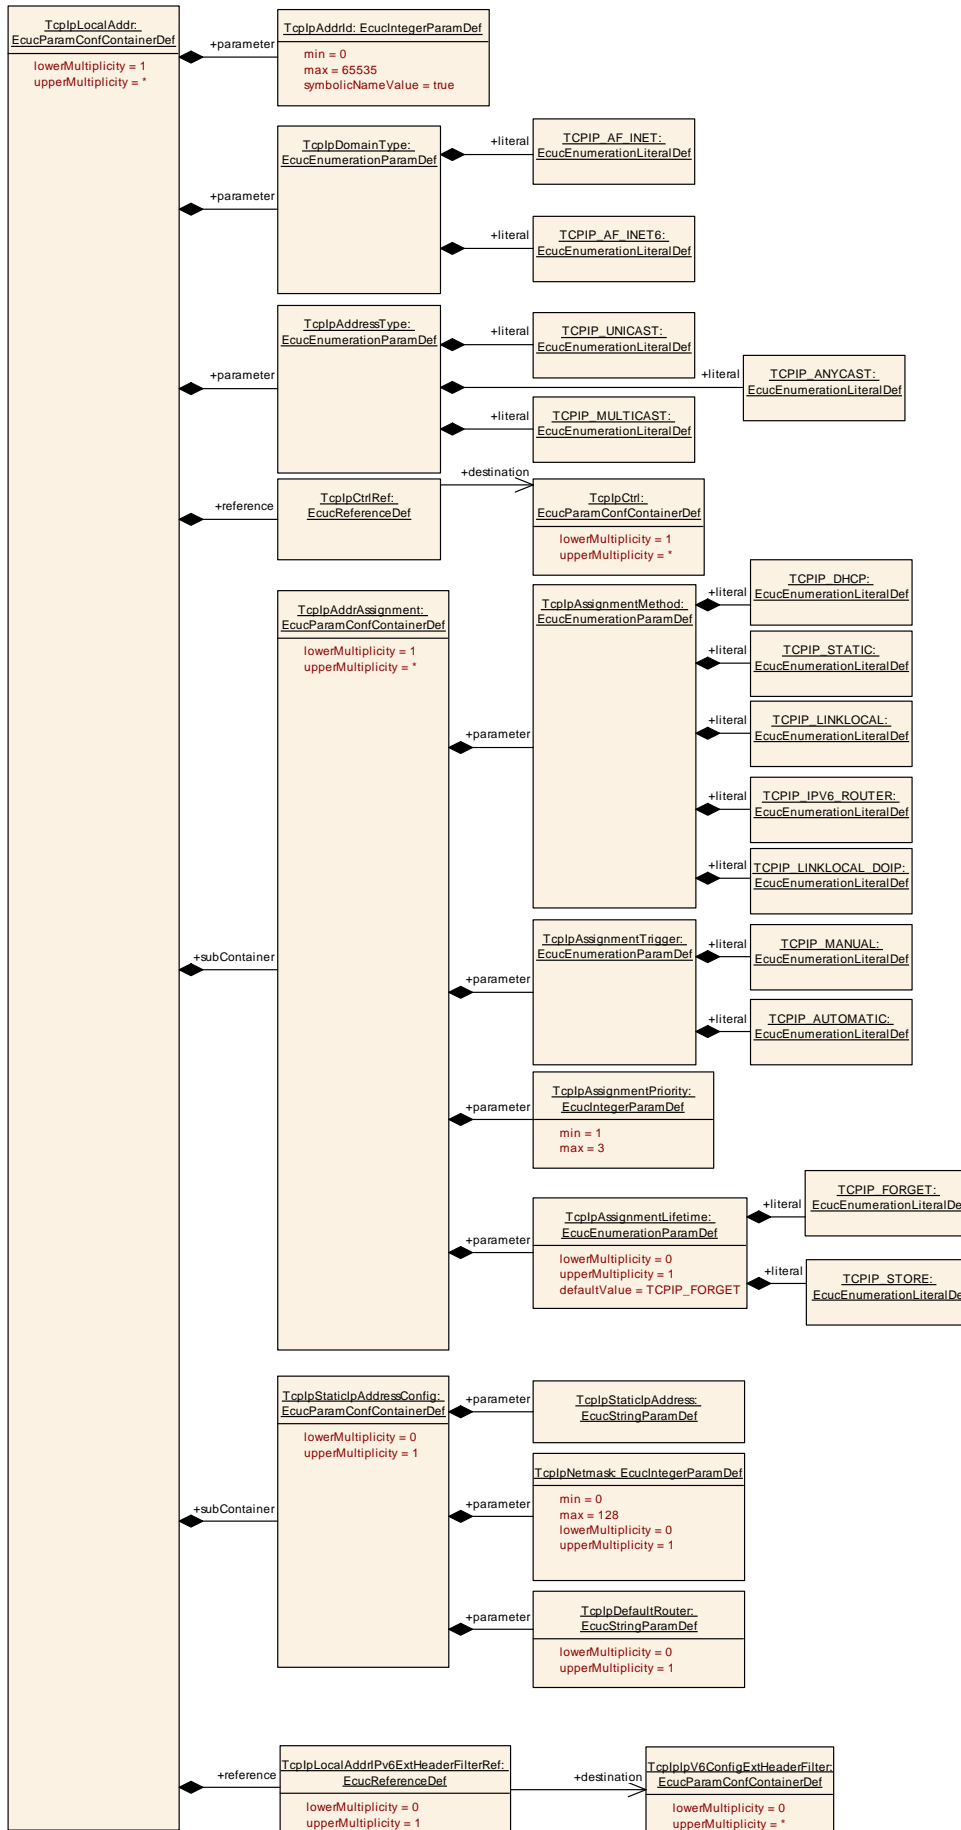 TcpIpLocalAddr:
EcucParamConfContainerDef
lowerMultiplicity = 1
upperMultiplicity = *
+parameter
TcpIpAddrId: EcucIntegerParamDef
min = 0
max = 65535
symbolicNameValue = true
+parameter
TcpIpDomainType:
EcucEnumerationParamDef
+literal
TCPIP_AF_INET:
EcucEnumerationLiteralDef
+literal
TCPIP_AF_INET6:
EcucEnumerationLiteralDef
+parameter
TcpIpAddressType:
EcucEnumerationParamDef
+literal
TCPIP_UNICAST:
EcucEnumerationLiteralDef
+literal
TCPIP_ANYCAST:
EcucEnumerationLiteralDef
+literal
TCPIP_MULTICAST:
EcucEnumerationLiteralDef
+reference
TcpIpCtrlRef:
EcucReferenceDef
+destination
TcpIpCtrl:
EcucParamConfContainerDef
lowerMultiplicity = 1
upperMultiplicity = *
+subContainer
TcpIpAddrAssignment:
EcucParamConfContainerDef
lowerMultiplicity = 1
upperMultiplicity = *
+parameter
TcpIpAssignmentMethod:
EcucEnumerationParamDef
+literal
TCPIP_DHCP:
EcucEnumerationLiteralDef
+literal
TCPIP_STATIC:
EcucEnumerationLiteralDef
+literal
TCPIP_LINKLOCAL:
EcucEnumerationLiteralDef
+literal
TCPIP_IPV6_ROUTER:
EcucEnumerationLiteralDef
+literal
TCPIP_LINKLOCAL_DOIP:
EcucEnumerationLiteralDef
+parameter
TcpIpAssignmentTrigger:
EcucEnumerationParamDef
+literal
TCPIP_MANUAL:
EcucEnumerationLiteralDef
+literal
TCPIP_AUTOMATIC:
EcucEnumerationLiteralDef
+parameter
TcpIpAssignmentPriority:
EcucIntegerParamDef
min = 1
max = 3
+parameter
TcpIpAssignmentLifetime:
EcucEnumerationParamDef
lowerMultiplicity = 0
upperMultiplicity = 1
defaultValue = TCPIP_FORGET
+literal
TCPIP_FORGET:
EcucEnumerationLiteralDe
+literal
TCPIP_STORE:
EcucEnumerationLiteralDe
+subContainer
TcpIpStaticIpAddressConfig:
EcucParamConfContainerDef
lowerMultiplicity = 0
upperMultiplicity = 1
+parameter
TcpIpStaticIpAddress:
EcucStringParamDef
+parameter
TcpIpNetmask: EcucIntegerParamDef
min = 0
max = 128
lowerMultiplicity = 0
upperMultiplicity = 1
+parameter
TcpIpDefaultRouter:
EcucStringParamDef
lowerMultiplicity = 0
upperMultiplicity = 1
+reference
TcpIpLocalAddrIPv6ExtHeaderFilterRef:
EcucReferenceDef
lowerMultiplicity = 0
upperMultiplicity = 1
+destination
TcpIpIpV6ConfigExtHeaderFilter:
EcucParamConfContainerDef
lowerMultiplicity = 0
upperMultiplicity = *